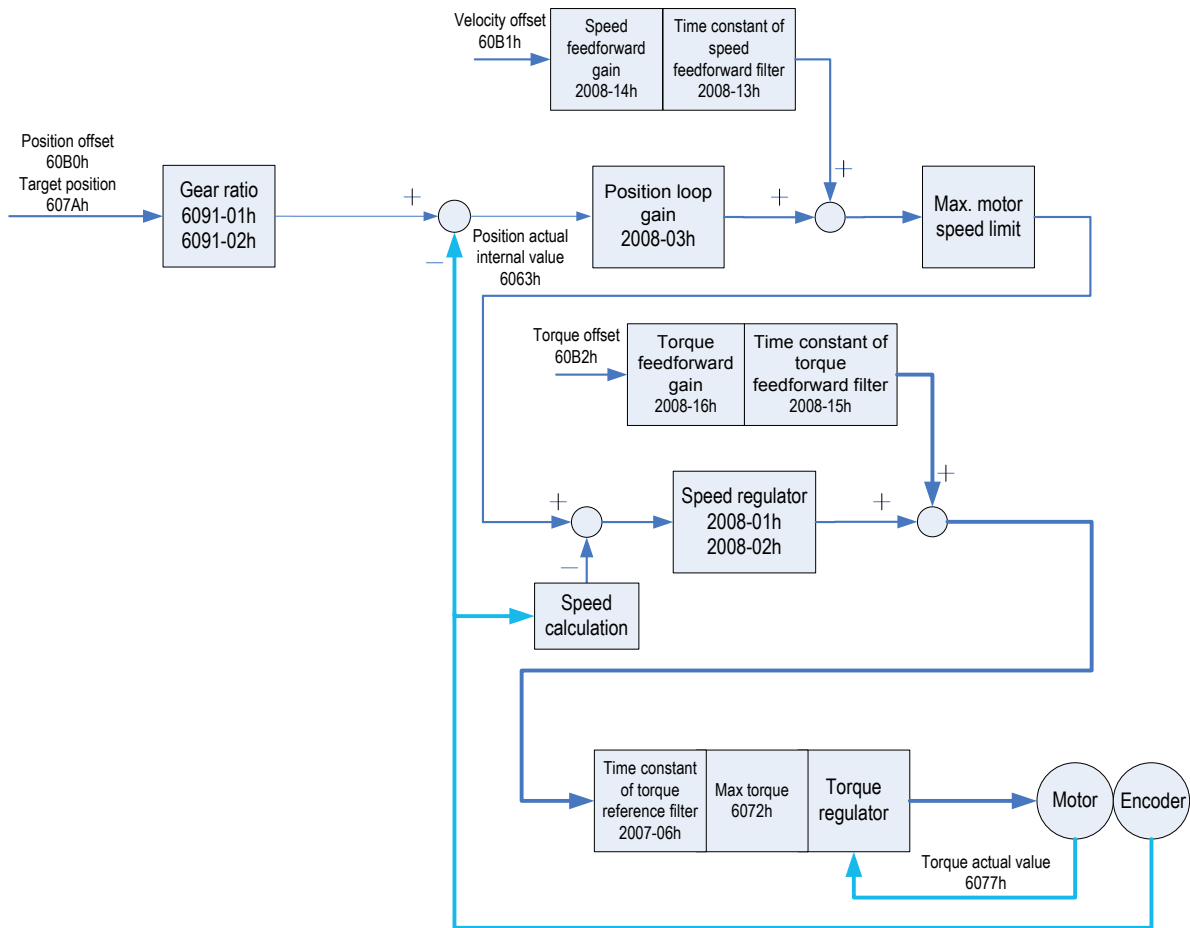 Velocity offset
60B1h
Speed
feedforward
gain
2008-14h
Time constant of
speed
feedforward filter
2008-13h
Position offset
60B0h
Target position
607Ah
Gear ratio
6091-01h
6091-02h
+
−
Position actual
internal value
6063h
Position loop
gain
2008-03h
+
+
Max. motor
speed limit
Torque offset
60B2h
Torque
feedforward
gain
2008-16h
Time constant of
torque
feedforward filter
2008-15h
+
−
Speed regulator
2008-01h
2008-02h
+
+
Speed
calculation
Time constant
of torque
reference filter
2007-06h
Max torque
6072h
Torque
regulator
Motor
Encoder
Torque actual value
6077h